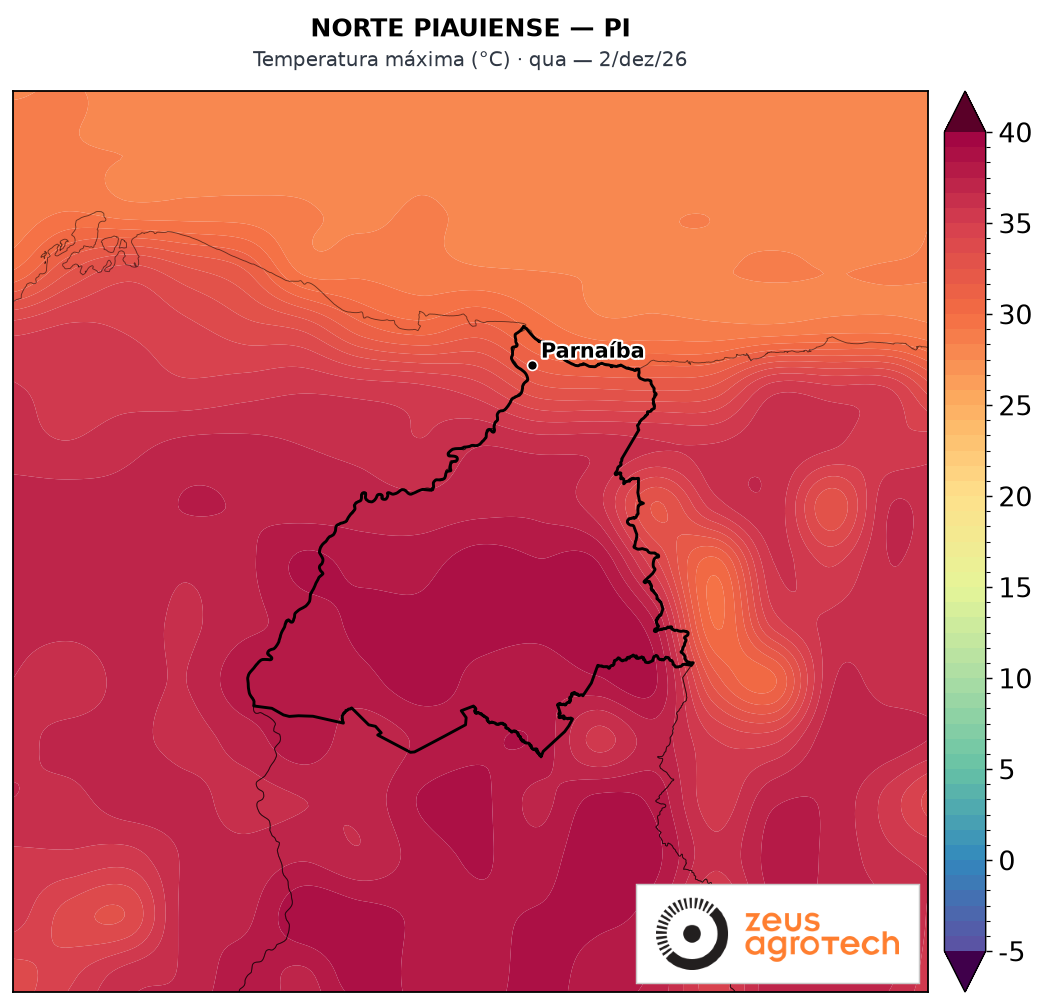 NORTE PIAUIENSE — PI
Temperatura máxima (°C) · qua — 2/dez/26
Parnaíba
40
35
30
25
20
15
10
5
0
-5
zeus
agrotech